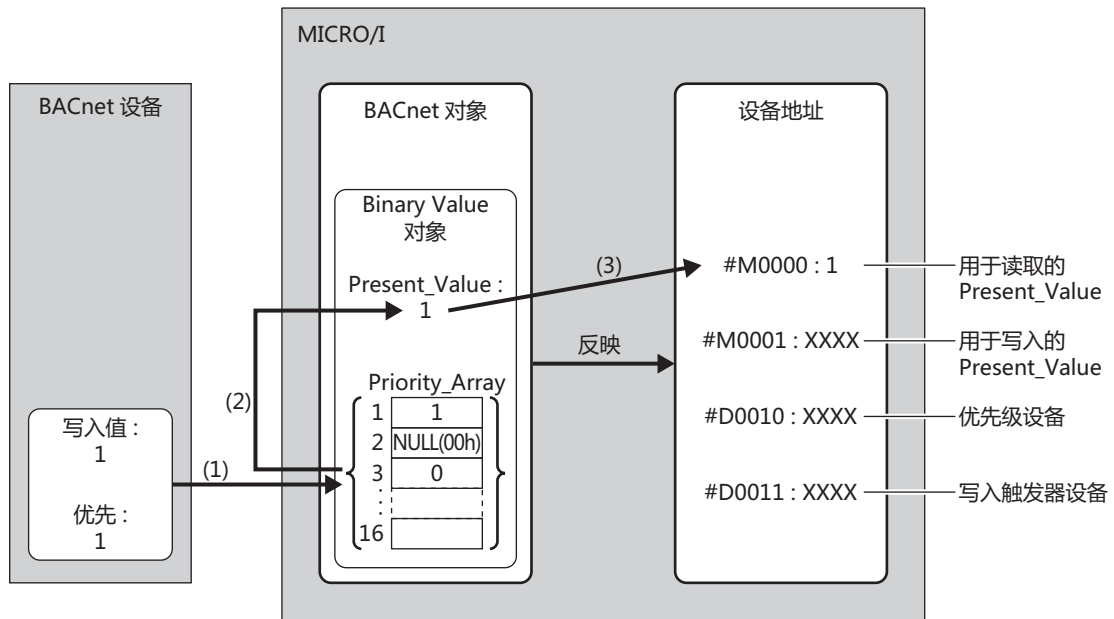 MICRO/I
BACnet 设备
写入值 :
1
优先 :
1
(1)
(2)
BACnet 对象
Binary Value
对象
Present_Value :
1
Priority_Array
1 1
2 NULL(00h)
3 0
:
16
(3)
反映
设备地址
#M0000 : 1
#M0001 : XXXX
#D0010 : XXXX
#D0011 : XXXX
用于读取的
Present_Value
用于写入的
Present_Value
优先级设备
写入触发器设备